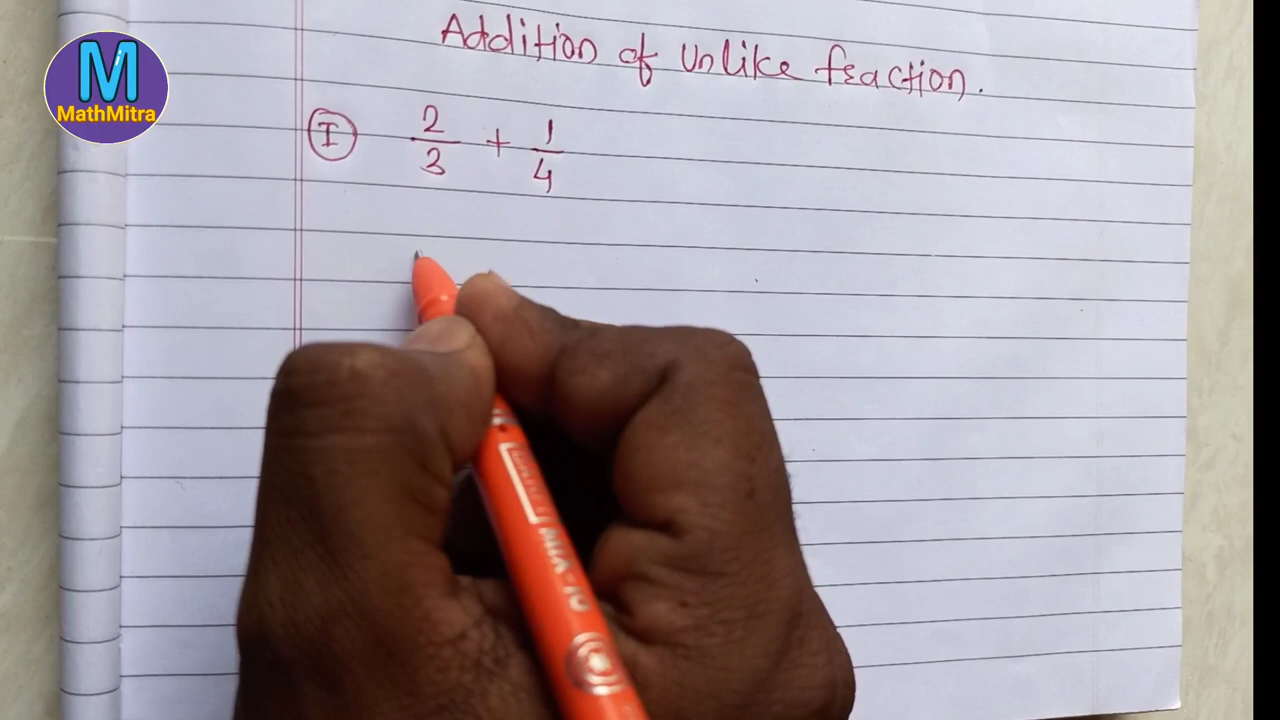 M
MathMitra
Addition of Unlike fraction.
I 2/3 + 1/4